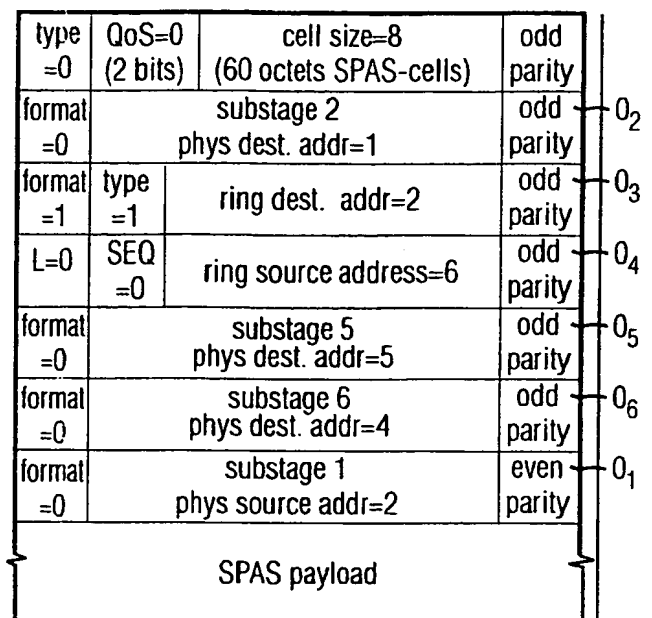 type QoS=0 cell size=8 odd
=0 (2 bits) (60 octets SPAS-cells) parity
format substage 2 odd O2
=0 phys dest. addr=1 parity
format type ring dest. addr=2 odd O3
=1 =1 parity
L=0 SEQ ring source address=6 odd O4
=0 parity
format substage 5 odd O5
=0 phys dest. addr=5 parity
format substage 6 odd O6
=0 phys dest. addr=4 parity
format substage 1 even O1
=0 phys source addr=2 parity
SPAS payload